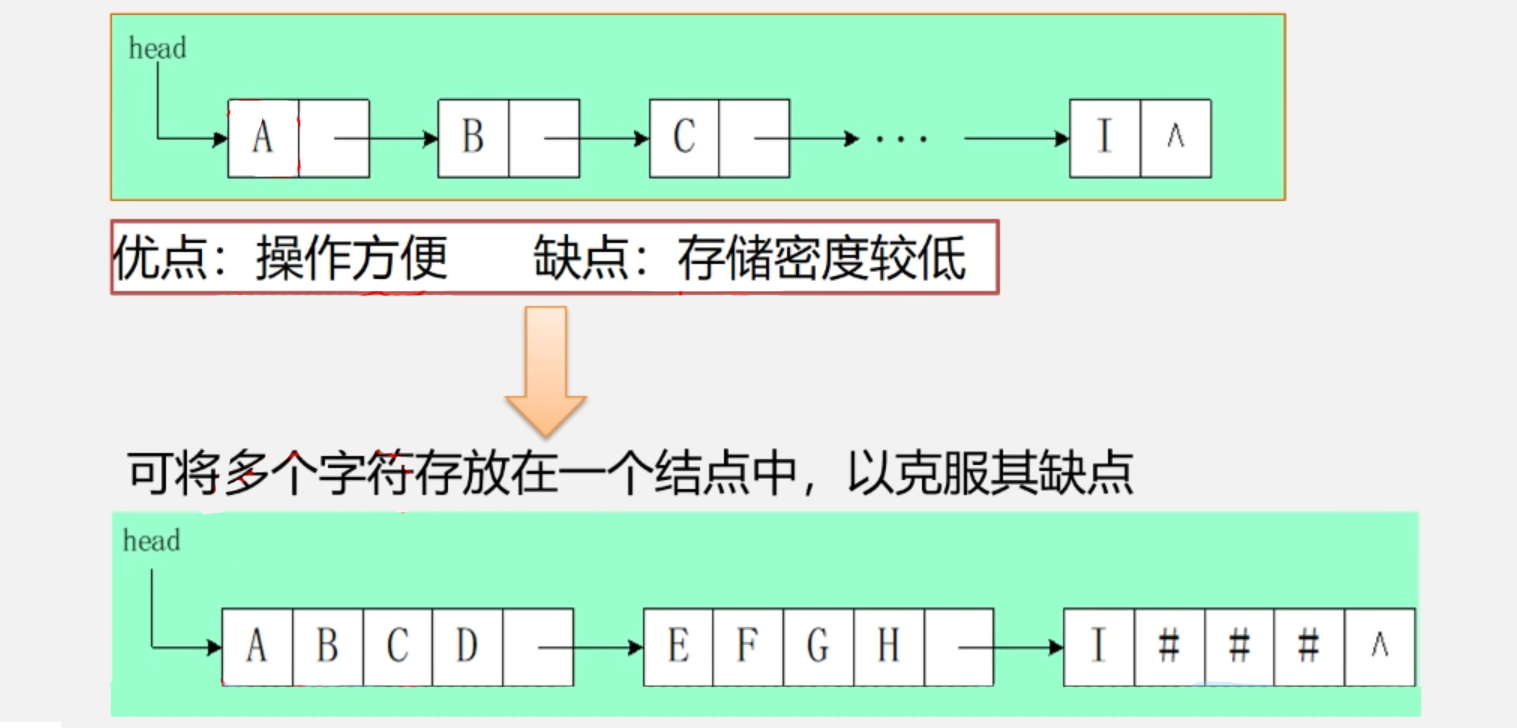 head
A B C ··· I ∧
优点：操作方便 缺点：存储密度较低
可将多个字符存放在一个结点中，以克服其缺点
head
A B C D E F G H I # # # ∧